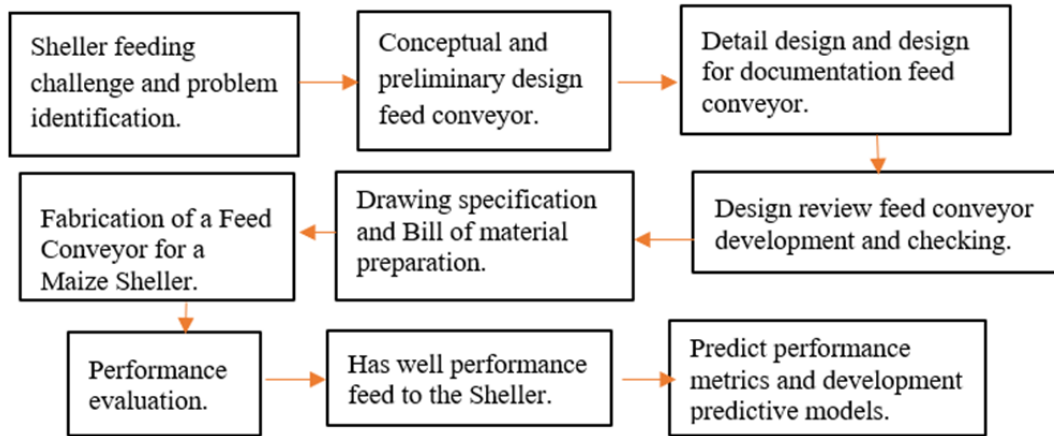 Sheller feeding
challenge and problem
identification.
Conceptual and
preliminary design
feed conveyor.
Detail design and design
for documentation feed
conveyor.
Design review feed conveyor
development and checking.
Drawing specification
and Bill of material
preparation.
Fabrication of a Feed
Conveyor for a
Maize Sheller.
Performance
evaluation.
Has well performance
feed to the Sheller.
Predict performance
metrics and development
predictive models.